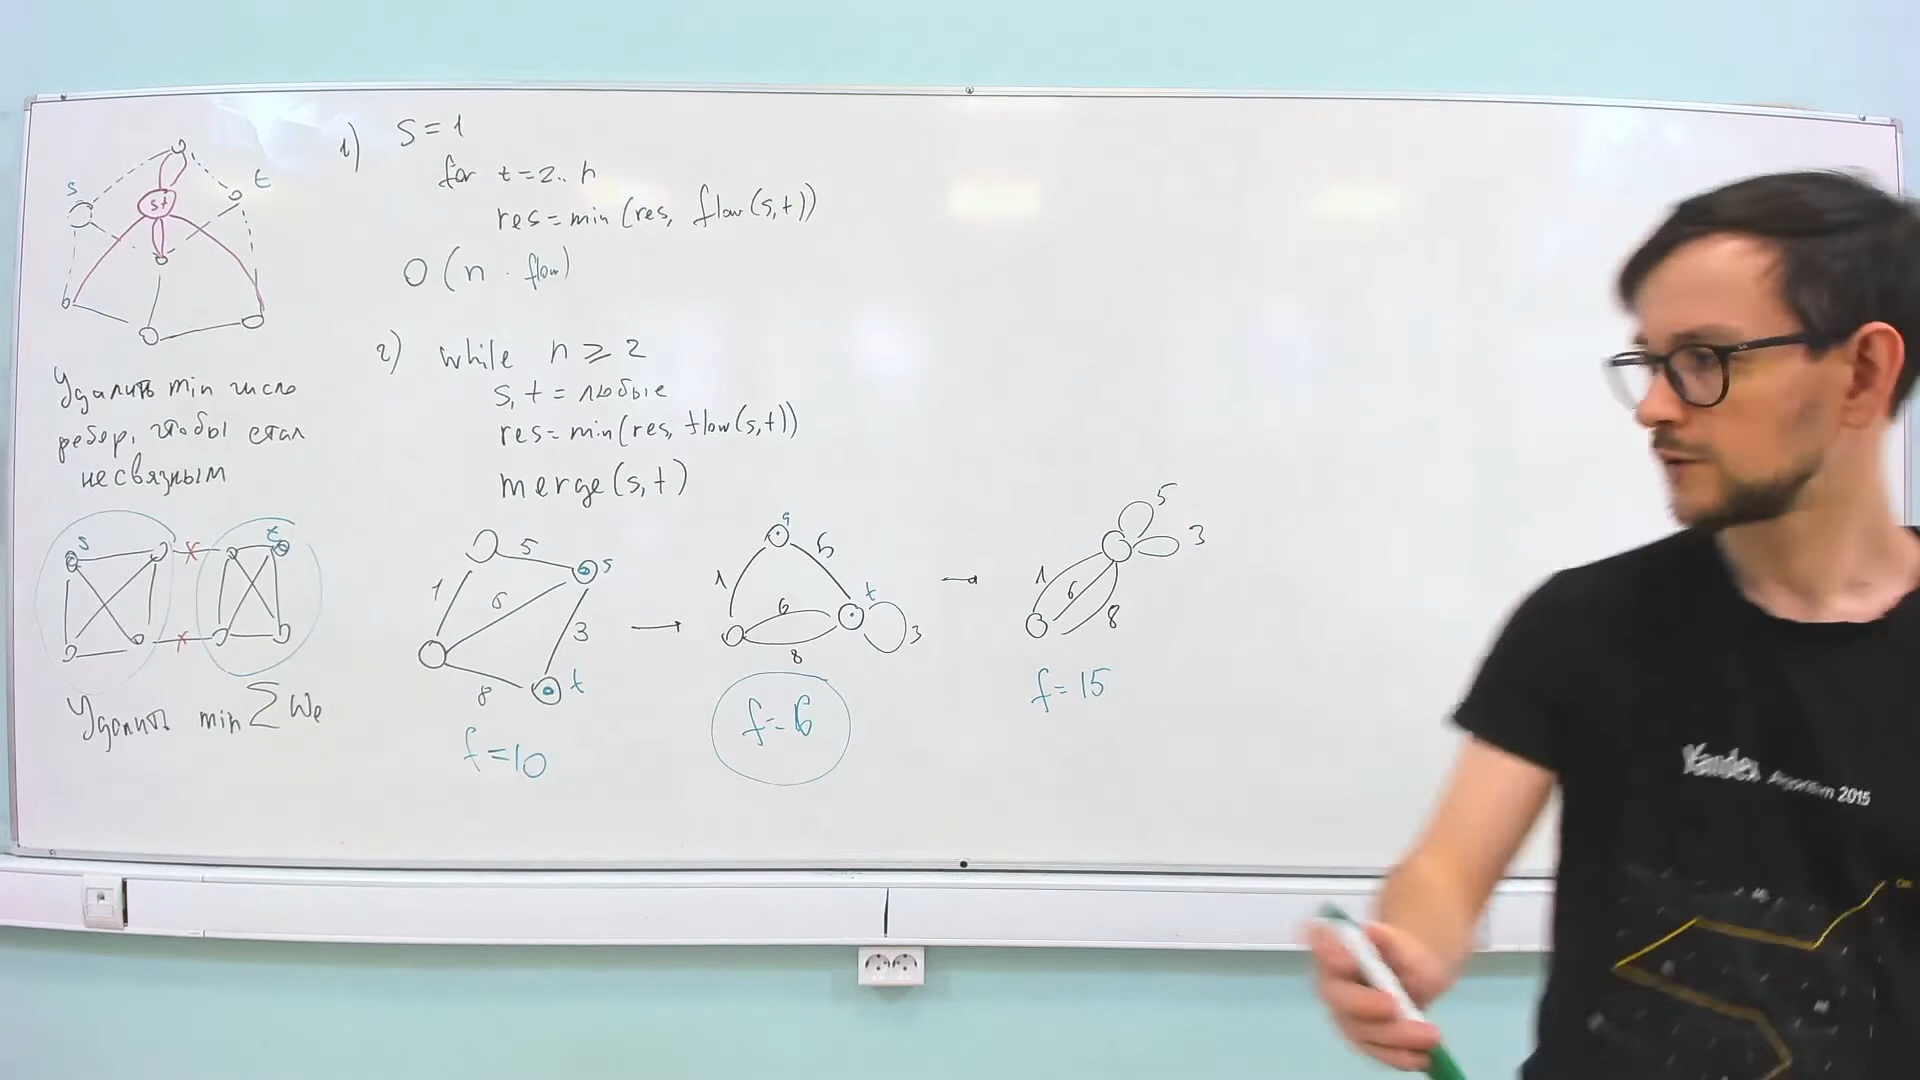 s
t
st
Удалить min число
ребер, чтобы стал
несвязным
s
t
Удалить min ∑ we
1) S = 1
for t = 2.. n
res = min (res, flow(s,t))
O(n · flow)
2) while n ≥ 2
s, t = любые
res = min(res, flow(s,t))
merge(s,t)
5
s
1
6
3
8
t
f = 10
6
1
t
6
3
8
f = 6
5
3
1
6
8
f = 15
Yandex Algorithm 2015